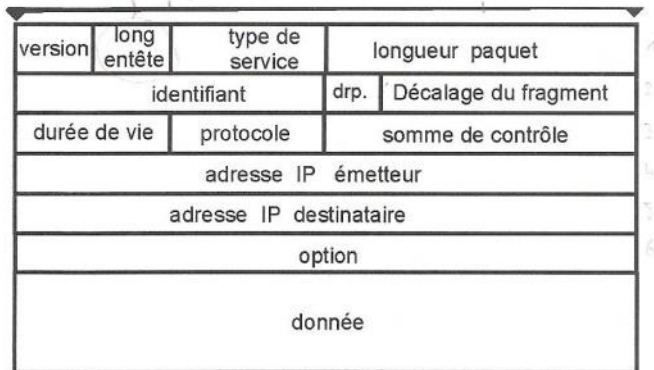 version long entête type de service longueur paquet
identifiant drp. Décalage du fragment
durée de vie protocole somme de contrôle
adresse IP émetteur
adresse IP destinataire
option
donnée